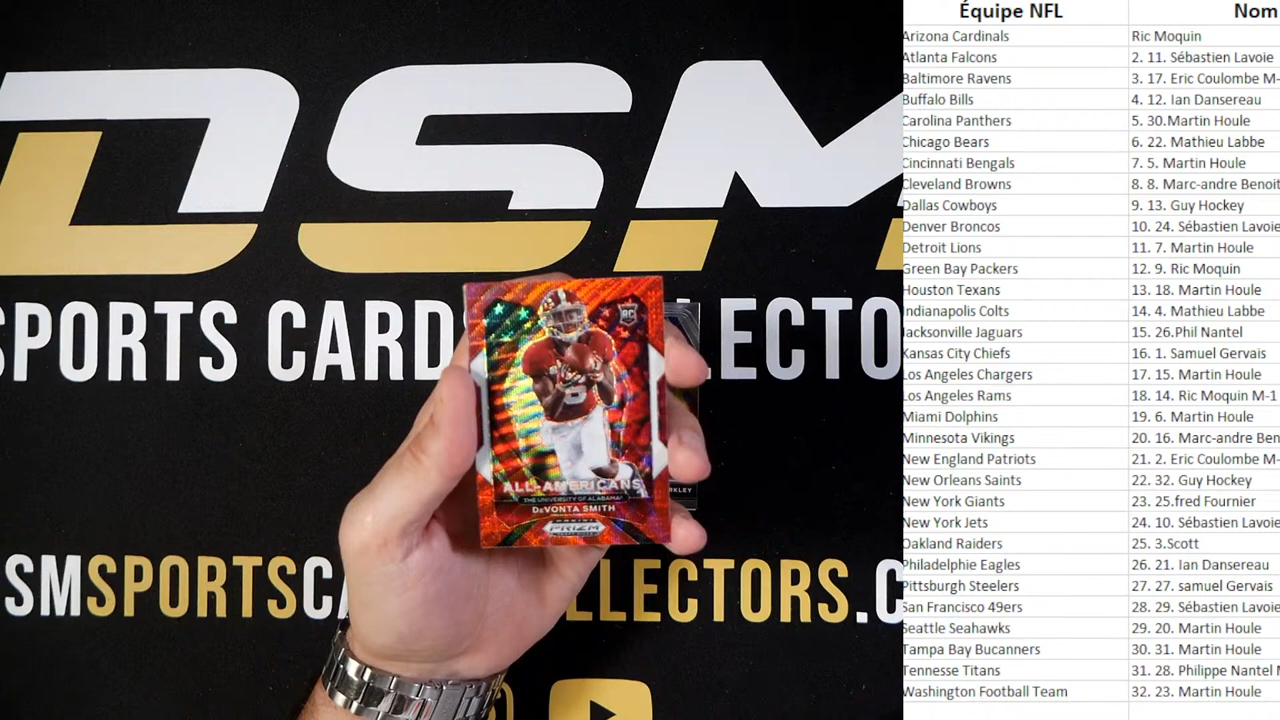 DSM
SPORTS CARD LLECTO
SMSPORTSCA LLECTORS.C
RC
ALL-AMERICANS
THE UNIVERSITY OF ALABAMA
DEVONTA SMITH
PANINI
PRIZM
DRAFT PICKS
RKLEY
Équipe NFL Nom
Arizona Cardinals Ric Moquin
Atlanta Falcons 2. 11. Sébastien Lavoie
Baltimore Ravens 3. 17. Eric Coulombe M-
Buffalo Bills 4. 12. Ian Dansereau
Carolina Panthers 5. 30.Martin Houle
Chicago Bears 6. 22. Mathieu Labbe
Cincinnati Bengals 7. 5. Martin Houle
Cleveland Browns 8. 8. Marc-andre Benoit
Dallas Cowboys 9. 13. Guy Hockey
Denver Broncos 10. 24. Sébastien Lavoie
Detroit Lions 11. 7. Martin Houle
Green Bay Packers 12. 9. Ric Moquin
Houston Texans 13. 18. Martin Houle
Indianapolis Colts 14. 4. Mathieu Labbe
Jacksonville Jaguars 15. 26.Phil Nantel
Kansas City Chiefs 16. 1. Samuel Gervais
Los Angeles Chargers 17. 15. Martin Houle
Los Angeles Rams 18. 14. Ric Moquin M-1
Miami Dolphins 19. 6. Martin Houle
Minnesota Vikings 20. 16. Marc-andre Ben
New England Patriots 21. 2. Eric Coulombe M-
New Orleans Saints 22. 32. Guy Hockey
New York Giants 23. 25.fred Fournier
New York Jets 24. 10. Sébastien Lavoie
Oakland Raiders 25. 3.Scott
Philadelphie Eagles 26. 21. Ian Dansereau
Pittsburgh Steelers 27. 27. samuel Gervais
San Francisco 49ers 28. 29. Sébastien Lavoie
Seattle Seahawks 29. 20. Martin Houle
Tampa Bay Bucanners 30. 31. Martin Houle
Tennesse Titans 31. 28. Philippe Nantel M
Washington Football Team 32. 23. Martin Houle